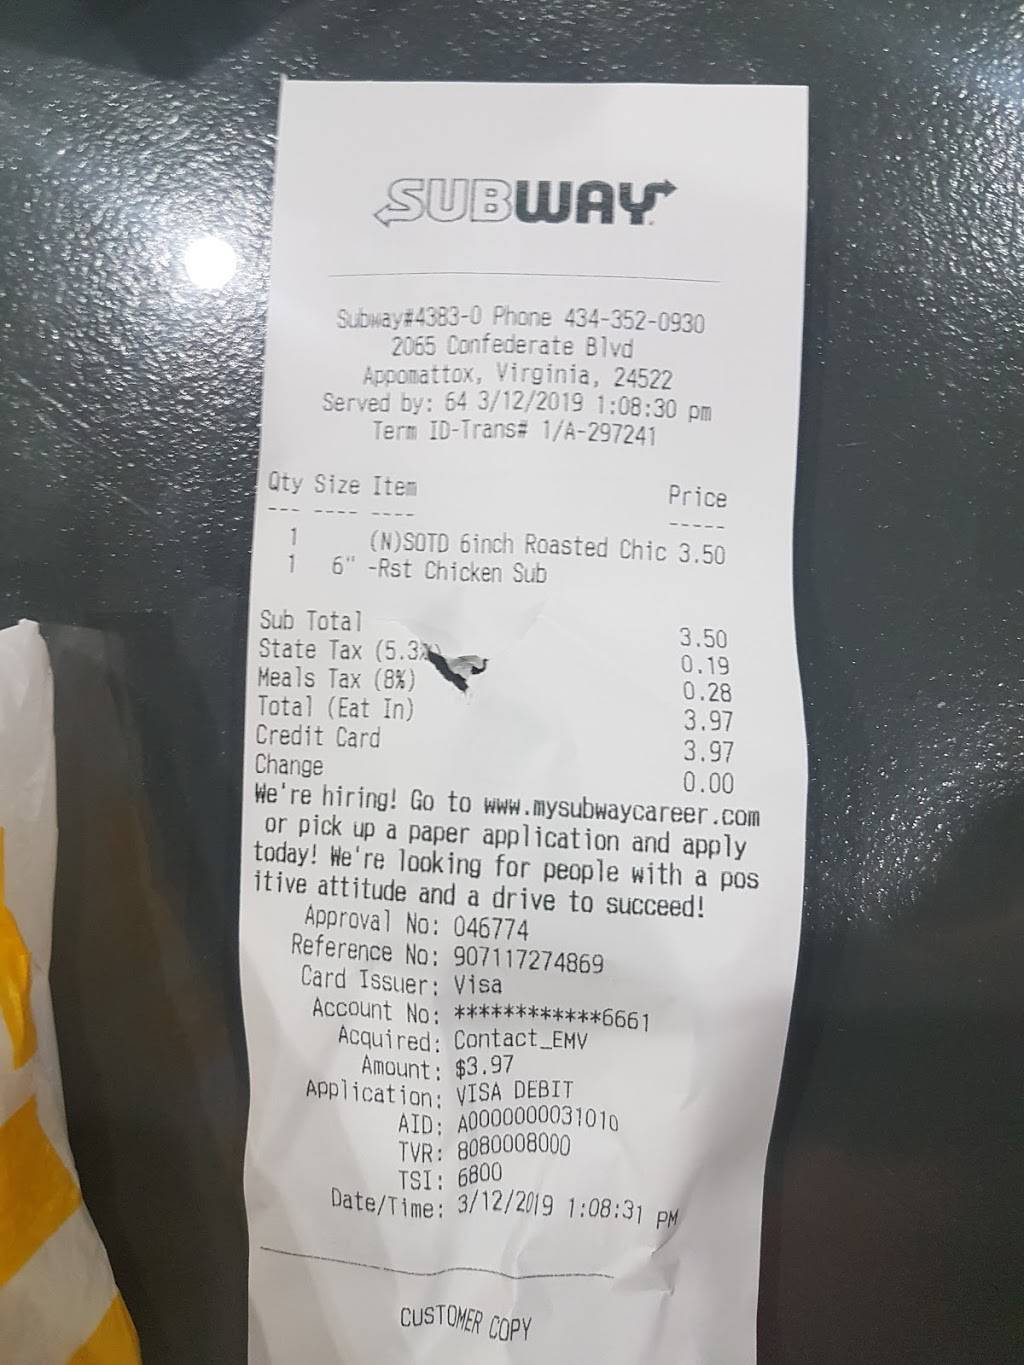 SUBWAY
Subway#4383-0 Phone 434-352-0930
2065 Confederate Blvd
Appomattox, Virginia, 24522
Served by: 64 3/12/2019 1:08:30 pm
Term ID-Trans# 1/A-297241
Qty Size Item Price
--- ---- ---- -----
1 (N)SOTD 6inch Roasted Chic 3.50
1 6" -Rst Chicken Sub
Sub Total 3.50
State Tax (5.3%) 0.19
Meals Tax (8%) 0.28
Total (Eat In) 3.97
Credit Card 3.97
Change 0.00
We're hiring! Go to www.mysubwaycareer.com
or pick up a paper application and apply
today! We're looking for people with a pos
itive attitude and a drive to succeed!
Approval No: 046774
Reference No: 907117274869
Card Issuer: Visa
Account No: ************6661
Acquired: Contact_EMV
Amount: $3.97
Application: VISA DEBIT
AID: A0000000031010
TVR: 8080008000
TSI: 6800
Date/Time: 3/12/2019 1:08:31 PM
CUSTOMER COPY